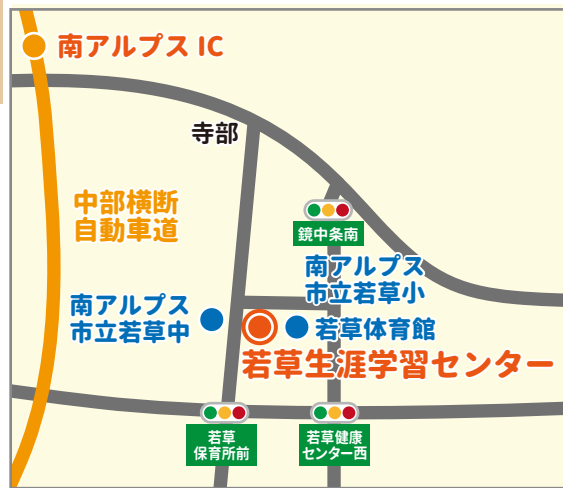 南アルプス IC
寺部
中部横断
自動車道
鏡中条南
南アルプス
市立若草小
南アルプス
市立若草中
若草体育館
若草生涯学習センター
若草
保育所前
若草健康
センター西